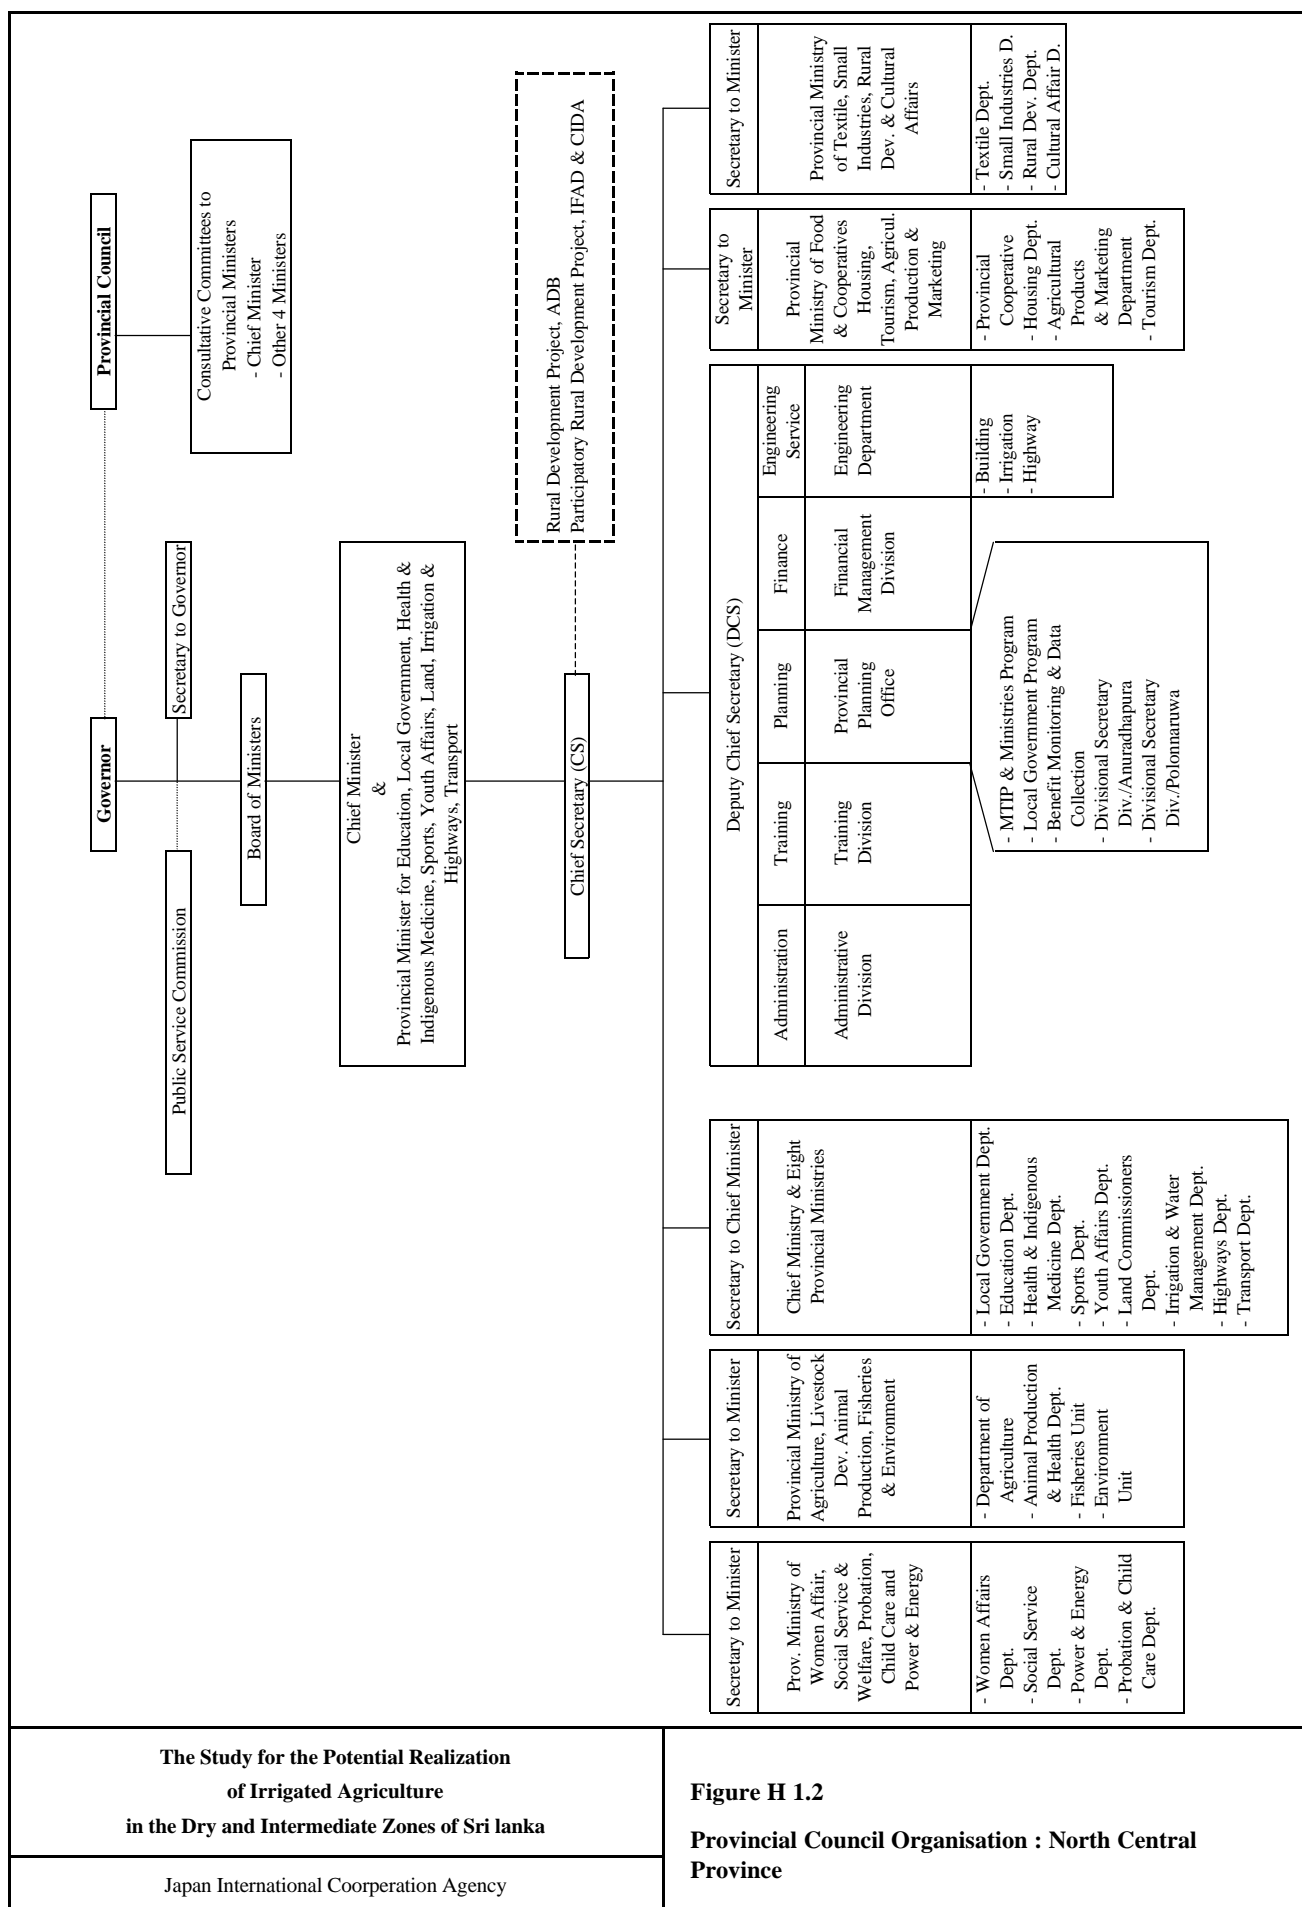 Governor
Provincial Council
Public Service Commission
Secretary to Governor
Consultative Committees to
Provincial Ministers
- Chief Minister
- Other 4 Ministers
Board of Ministers
Chief Minister
&
Provincial Minister for Education, Local Government, Health &
Indigenous Medicine, Sports, Youth Affairs, Land, Irrigation &
Highways, Transport
Rural Development Project, ADB
Participatory Rural Development Project, IFAD & CIDA
Chief Secretary (CS)
Secretary to Minister
Prov. Ministry of
Women Affair,
Social Service &
Welfare, Probation,
Child Care and
Power & Energy
- Women Affairs
Dept.
- Social Service
Dept.
- Power & Energy
Dept.
- Probation & Child
Care Dept.
Secretary to Minister
Provincial Ministry of
Agriculture, Livestock
Dev. Animal
Production, Fisheries
& Environment
- Department of
Agriculture
- Animal Production
& Health Dept.
- Fisheries Unit
- Environment
Unit
Secretary to Chief Minister
Chief Ministry & Eight
Provincial Ministries
- Local Government Dept.
- Education Dept.
- Health & Indigenous
Medicine Dept.
- Sports Dept.
- Youth Affairs Dept.
- Land Commissioners
Dept.
- Irrigation & Water
Management Dept.
- Highways Dept.
- Transport Dept.
Deputy Chief Secretary (DCS)
Administration
Administrative
Division
Training
Training
Division
Planning
Provincial
Planning
Office
Finance
Financial
Management
Division
Engineering
Service
Engineering
Department
- MTIP & Ministries Program
- Local Government Program
- Benefit Monitoring & Data
Collection
- Divisional Secretary
Div./Anuradhapura
- Divisional Secretary
Div./Polonnaruwa
- Building
- Irrigation
- Highway
Secretary to
Minister
Provincial
Ministry of Food
& Cooperatives
Housing,
Tourism, Agricul.
Production &
Marketing
- Provincial
Cooperative
- Housing Dept.
- Agricultural
Products
& Marketing
Department
- Tourism Dept.
Secretary to Minister
Provincial Ministry
of Textile, Small
Industries, Rural
Dev. & Cultural
Affairs
- Textile Dept.
- Small Industries D.
- Rural Dev. Dept.
- Cultural Affair D.
The Study for the Potential Realization
of Irrigated Agriculture
in the Dry and Intermediate Zones of Sri lanka
Japan International Coorperation Agency
Figure H 1.2
Provincial Council Organisation : North Central
Province